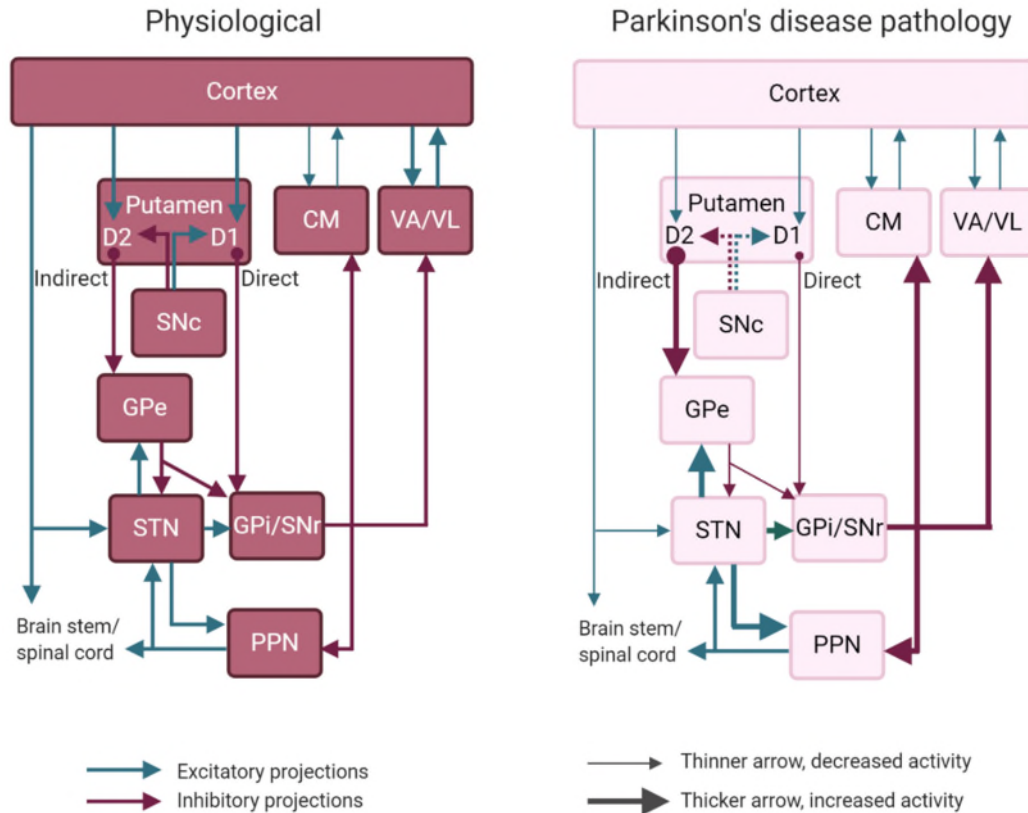 Physiological
Cortex
Putamen
D2
D1
CM
VA/VL
Indirect
Direct
SNc
GPe
STN
GPi/SNr
Brain stem/
spinal cord
PPN
Excitatory projections
Inhibitory projections
Parkinson's disease pathology
Cortex
Putamen
D2
D1
CM
VA/VL
Indirect
Direct
SNc
GPe
STN
GPi/SNr
Brain stem/
spinal cord
PPN
Thinner arrow, decreased activity
Thicker arrow, increased activity